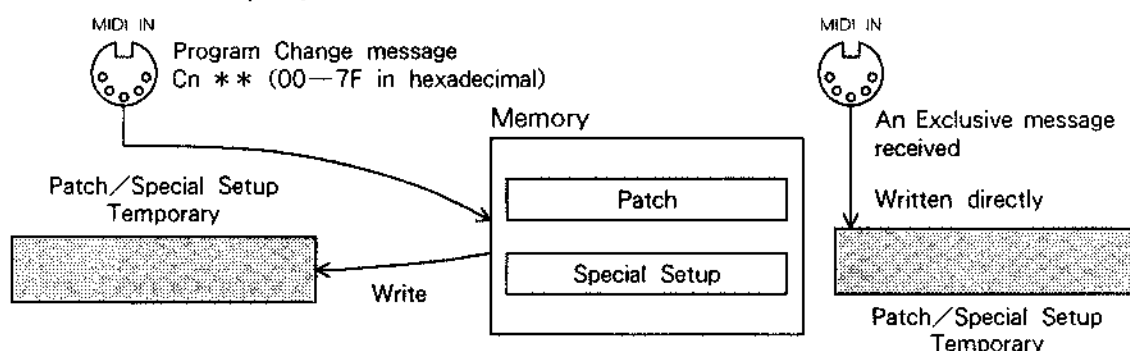 MIDI IN
Program Change message
Cn ** (00—7F in hexadecimal)
Memory
Patch/Special Setup
Temporary
Patch
Special Setup
Write
MIDI IN
An Exclusive message
received
Written directly
Patch/Special Setup
Temporary